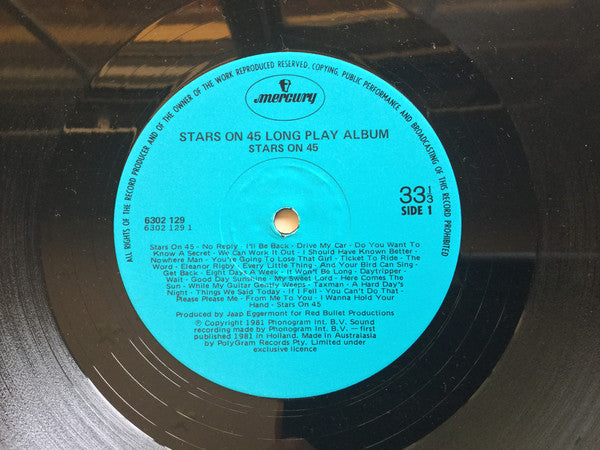 ALL RIGHTS OF THE RECORD PRODUCER AND OF THE OWNER OF THE WORK REPRODUCED RESERVED. COPYING, PUBLIC PERFORMANCE AND BROADCASTING OF THIS RECORD PROHIBITED
mercury
STARS ON 45 LONG PLAY ALBUM
STARS ON 45
33 1/3
SIDE 1
6302 129
6302 129 1
Stars On 45 - No Reply - I'll Be Back - Drive My Car - Do You Want To
Know A Secret - We Can Work It Out - I Should Have Known Better -
Nowhere Man - You're Going To Lose That Girl - Ticket To Ride - The
Word - Eleanor Rigby - Every Little Thing - And Your Bird Can Sing -
Get Back - Eight Days A Week - It Won't Be Long - Daytripper
- Wait - Good Day Sunshine - My Sweet Lord - Here Comes The
Sun - While My Guitar Gently Weeps - Taxman - A Hard Day's
Night - Things We Said Today - If I Fell - You Can't Do That -
Please Please Me - From Me To You - I Wanna Hold Your
Hand - Stars On 45
Produced by Jaap Eggermont for Red Bullet Productions
℗ Copyright 1981 Phonogram Int. B.V. Sound
recording made by Phonogram Int. B.V. — first
published 1981 in Holland. Made in Australasia
by PolyGram Records Pty. Limited under
exclusive licence